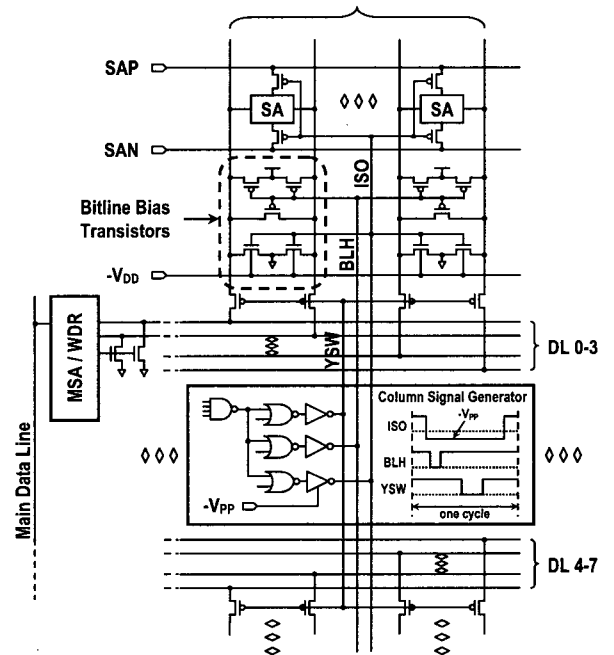 SAP
SA
SA
SAN
ISO
Bitline Bias
Transistors
BLH
-VDD
MSA / WDR
YSW
DL 0-3
Main Data Line
Column Signal Generator
-VPP
ISO
BLH
YSW
one cycle
-VPP
DL 4-7